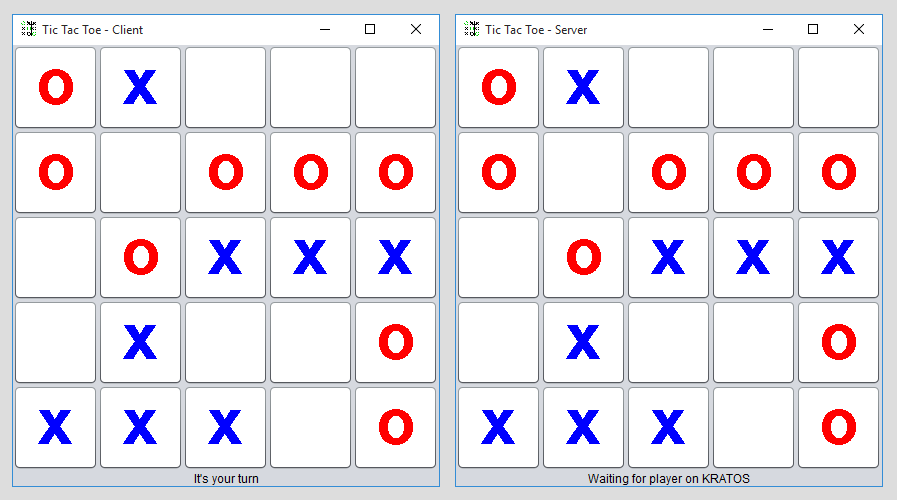 Tic Tac Toe - Client
O X
O O O O
O X X X
X O
X X X O
It's your turn
Tic Tac Toe - Server
O X
O O O O
O X X X
X O
X X X O
Waiting for player on KRATOS